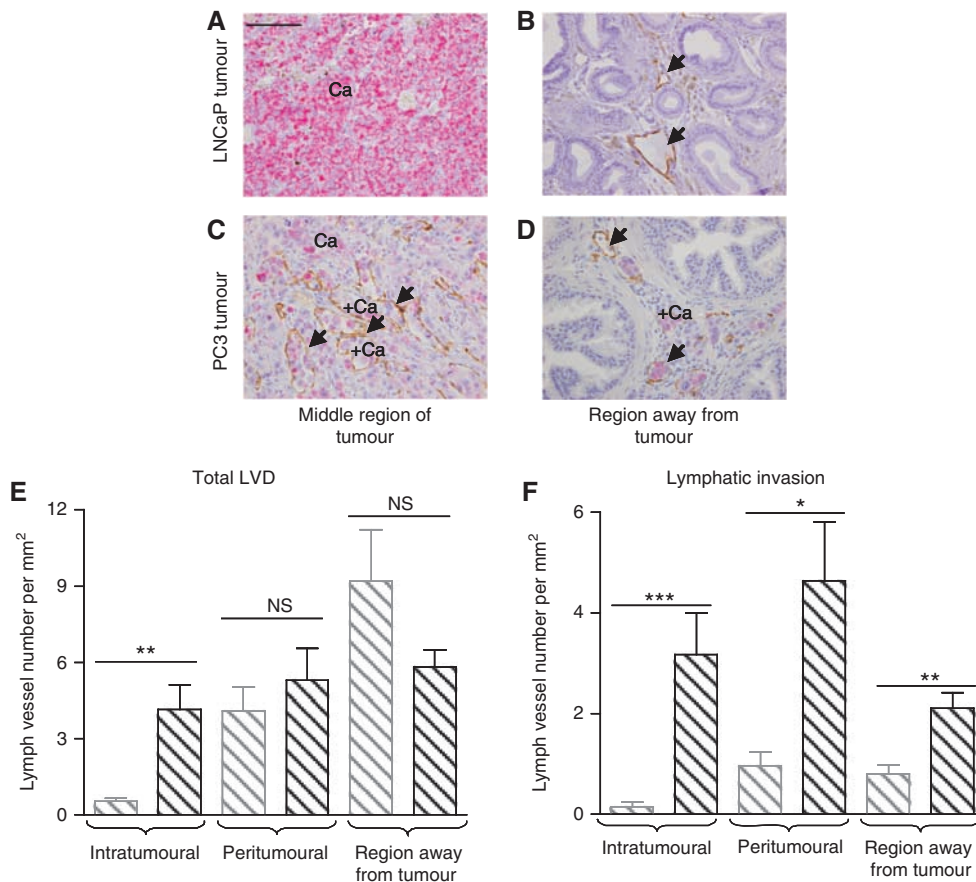 A
B
LNCaP tumour
Ca
C
D
PC3 tumour
Ca
+Ca
+Ca
+Ca
Middle region of
tumour
Region away from
tumour
E
Total LVD
Lymph vessel number per mm²
12
9
6
3
0
**
NS
NS
Intratumoural
Peritumoural
Region away
from tumour
F
Lymphatic invasion
Lymph vessel number per mm²
6
4
2
0
***
*
**
Intratumoural
Peritumoural
Region away
from tumour